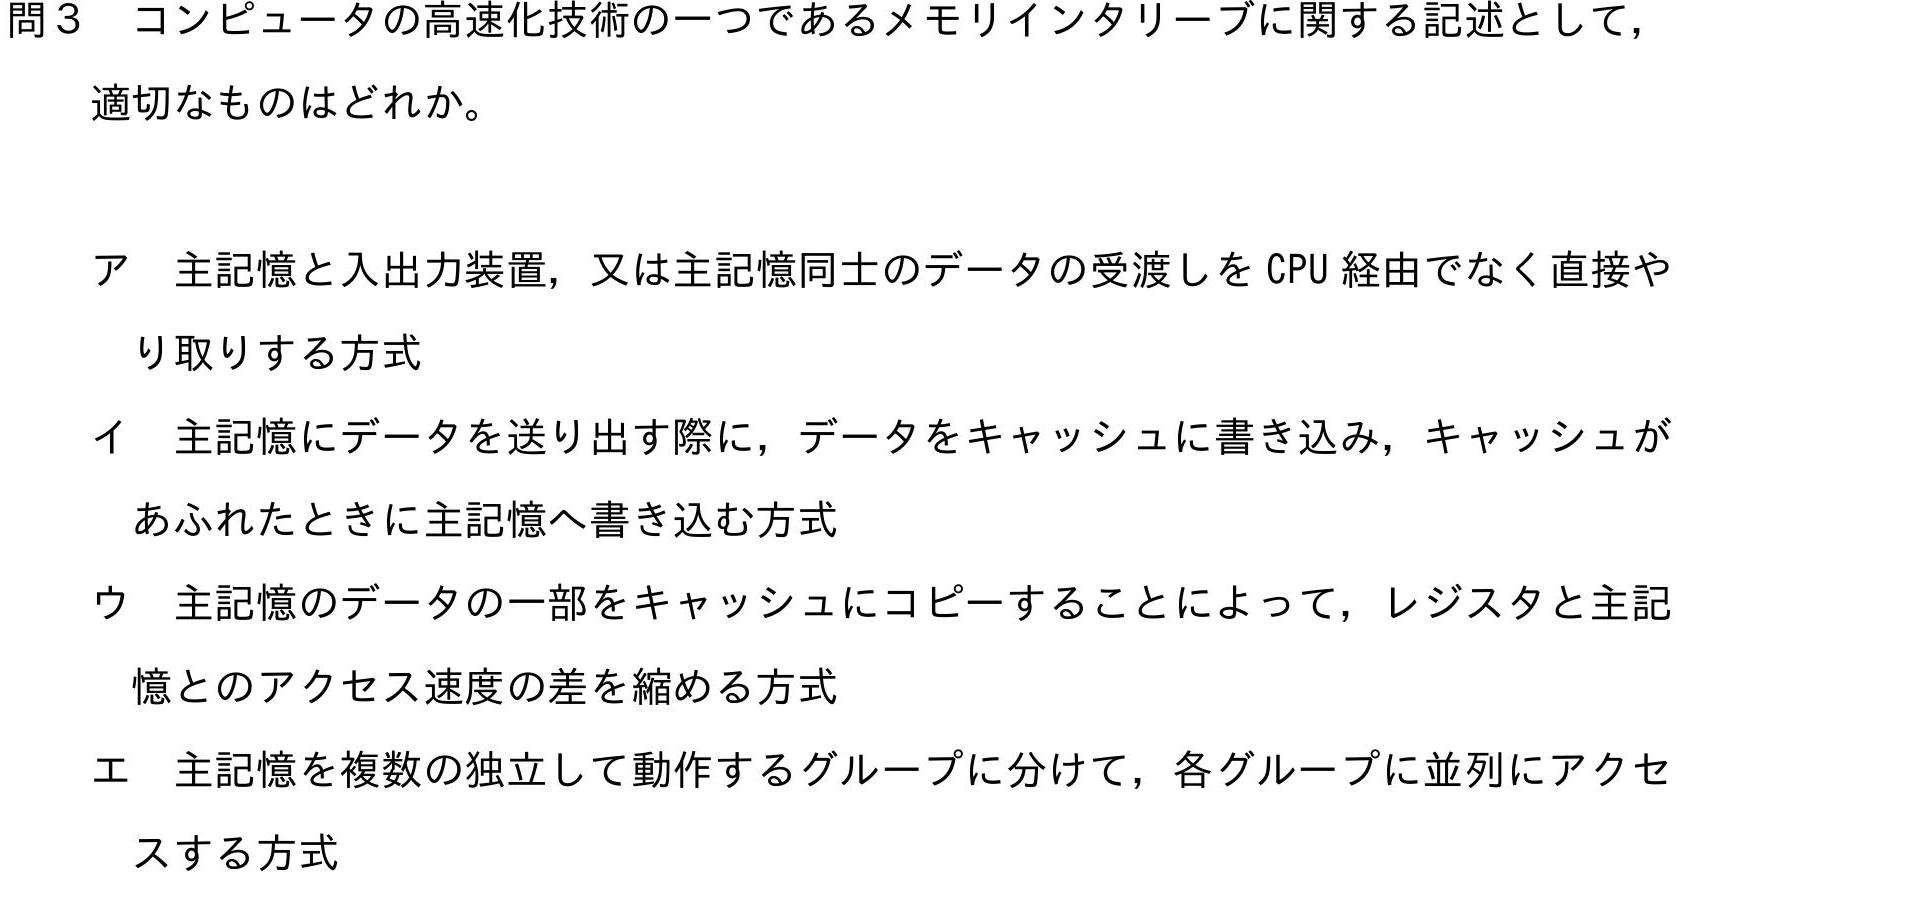 問３　コンピュータの高速化技術の一つであるメモリインタリーブに関する記述として，
適切なものはどれか。
ア　主記憶と入出力装置，又は主記憶同士のデータの受渡しを CPU 経由でなく直接や
り取りする方式
イ　主記憶にデータを送り出す際に，データをキャッシュに書き込み，キャッシュが
あふれたときに主記憶へ書き込む方式
ウ　主記憶のデータの一部をキャッシュにコピーすることによって，レジスタと主記
憶とのアクセス速度の差を縮める方式
エ　主記憶を複数の独立して動作するグループに分けて，各グループに並列にアクセ
スする方式